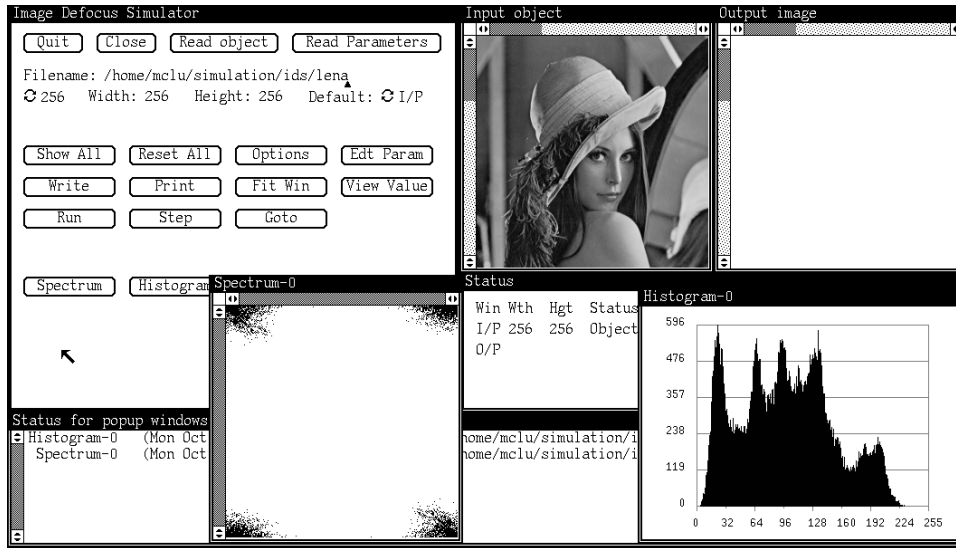 Image Defocus Simulator
Quit Close Read object Read Parameters
Filename: /home/mclu/simulation/ids/lena
256 Width: 256 Height: 256 Default: I/P
Show All Reset All Options Edt Param
Write Print Fit Win View Value
Run Step Goto
Spectrum Histogram
Input object
Output image
Spectrum-0
Status
Win Wth Hgt Status
I/P 256 256 Object
O/P
Histogram-0
596
476
357
238
119
0
0 32 64 96 128 160 192 224 255
Status for popup windows
Histogram-0 (Mon Oct
Spectrum-0 (Mon Oct
home/mclu/simulation/i
home/mclu/simulation/i